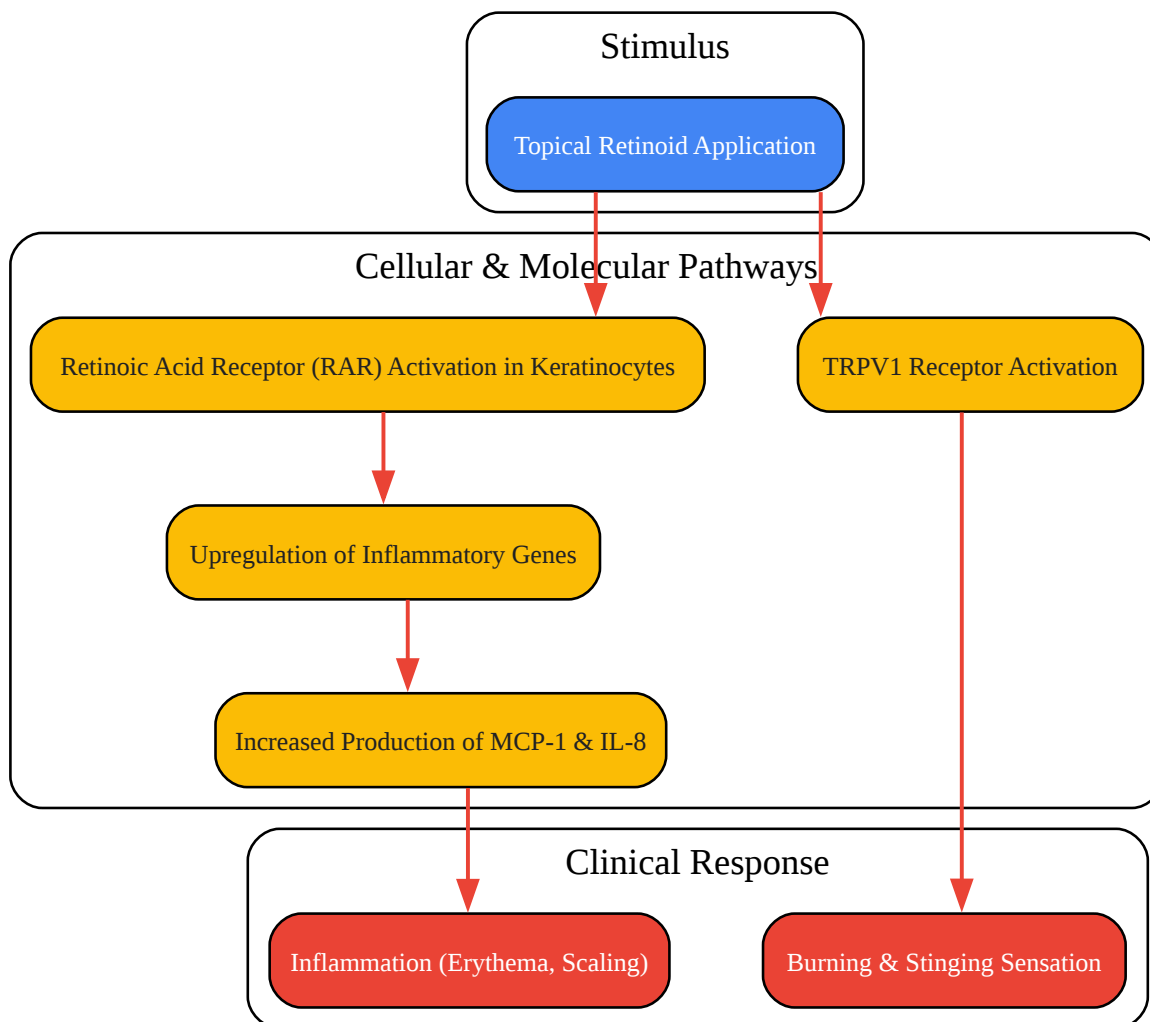 Stimulus
Topical Retinoid Application
Cellular & Molecular Pathways
Retinoic Acid Receptor (RAR) Activation in Keratinocytes
TRPV1 Receptor Activation
Upregulation of Inflammatory Genes
Increased Production of MCP-1 & IL-8
Clinical Response
Inflammation (Erythema, Scaling)
Burning & Stinging Sensation